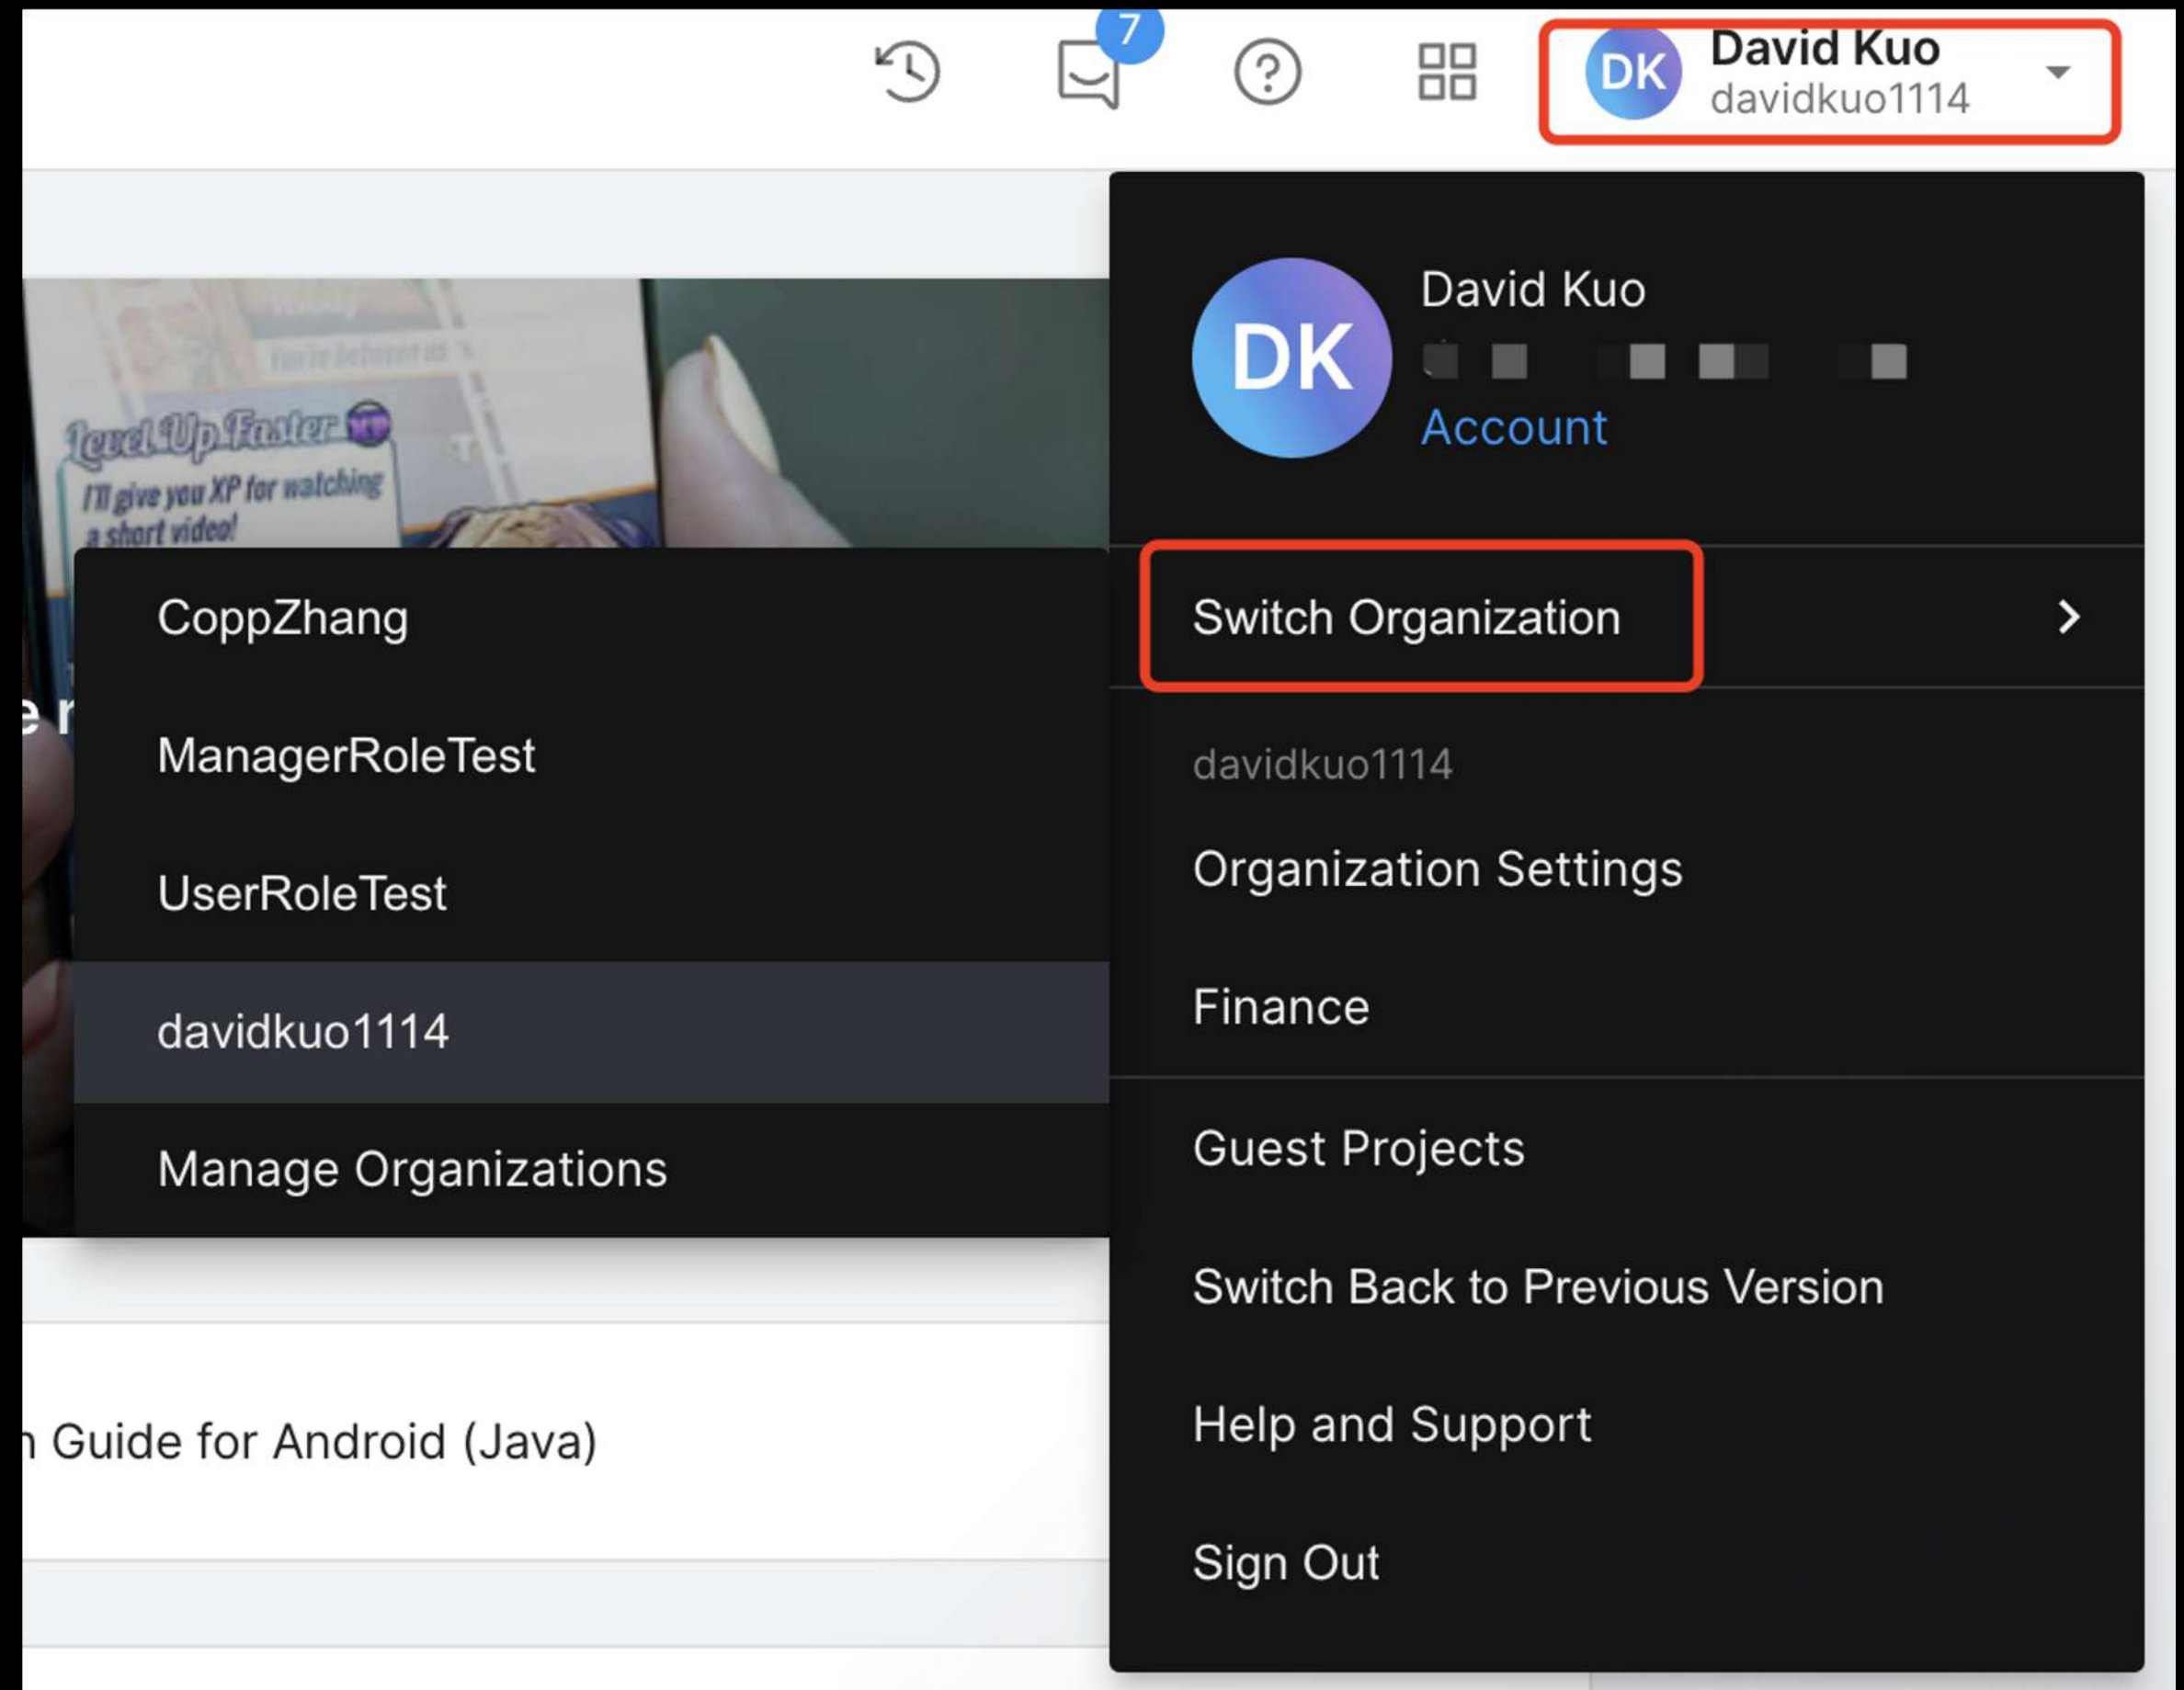 7
DK
David Kuo
davidkuo1114
DK
David Kuo
Account
Level Up Faster XP
I'll give you XP for watching
a short video!
CoppZhang
ManagerRoleTest
UserRoleTest
davidkuo1114
Manage Organizations
Switch Organization
davidkuo1114
Organization Settings
Finance
Guest Projects
Switch Back to Previous Version
Help and Support
Sign Out
Guide for Android (Java)